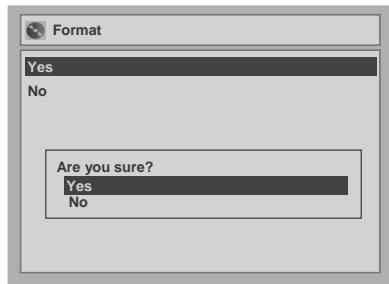 Format
Yes
No
Are you sure?
Yes
No